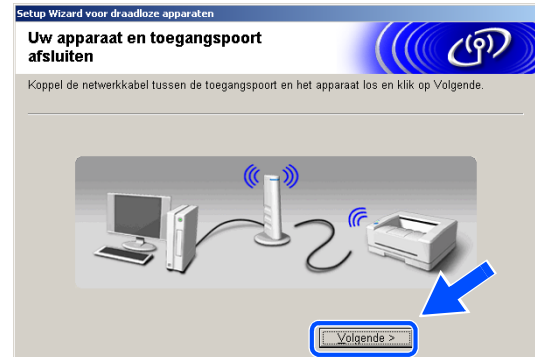 Setup Wizard voor draadloze apparaten
Uw apparaat en toegangspoort
afsluiten
Koppel de netwerkkabel tussen de toegangspoort en het apparaat los en klik op Volgende.
Volgende >